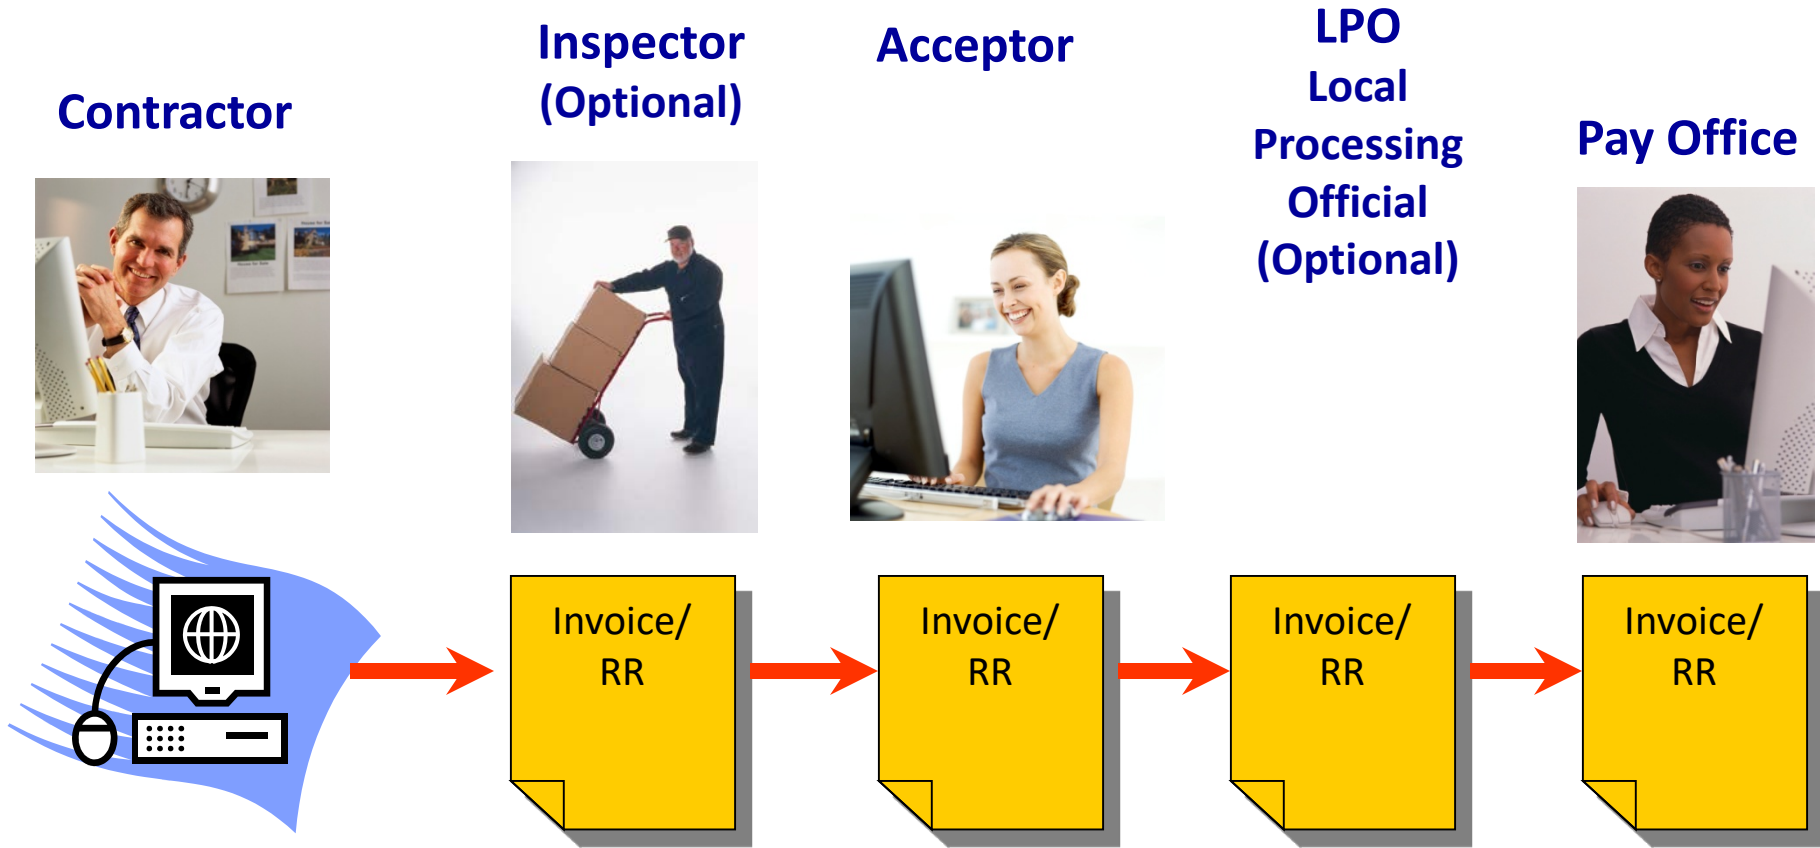 Contractor
Inspector
(Optional)
Acceptor
LPO
Local
Processing
Official
(Optional)
Pay Office
Invoice/
RR
Invoice/
RR
Invoice/
RR
Invoice/
RR